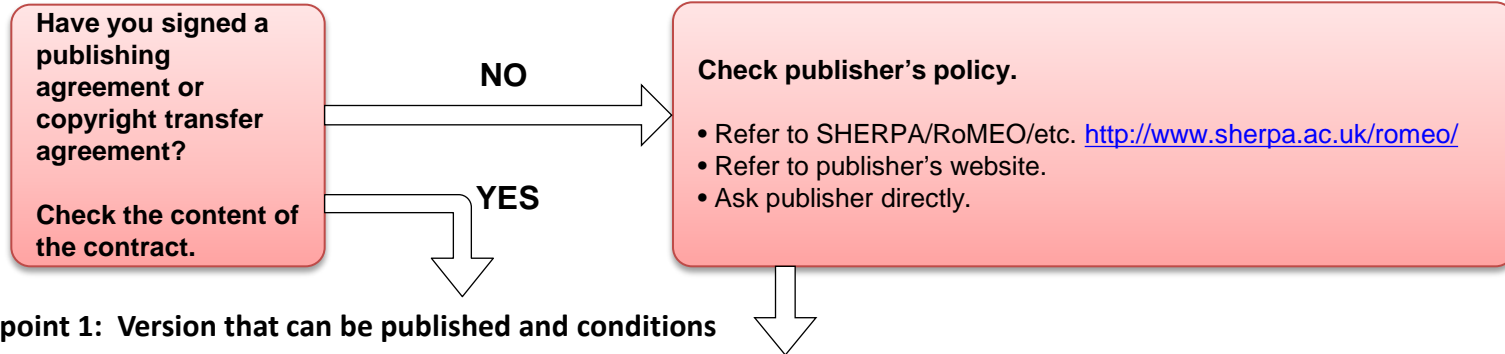 Have you signed a
publishing
agreement or
copyright transfer
agreement?
Check the content of
the contract.
NO
YES
Check publisher's policy.
• Refer to SHERPA/RoMEO/etc. http://www.sherpa.ac.uk/romeo/
• Refer to publisher's website.
• Ask publisher directly.
point 1: Version that can be published and conditions